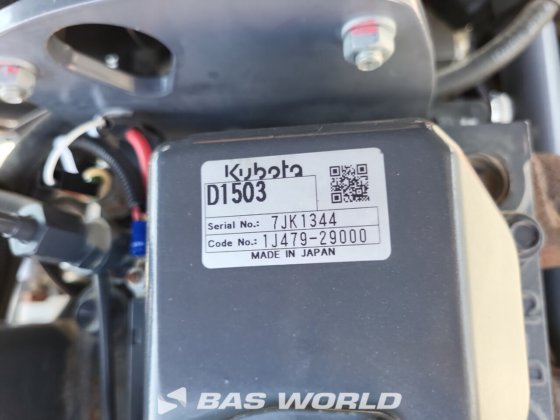 Kubota
D1503
Serial No.: 7JK1344
Code No.: 1J479-29000
MADE IN JAPAN
BAS WORLD